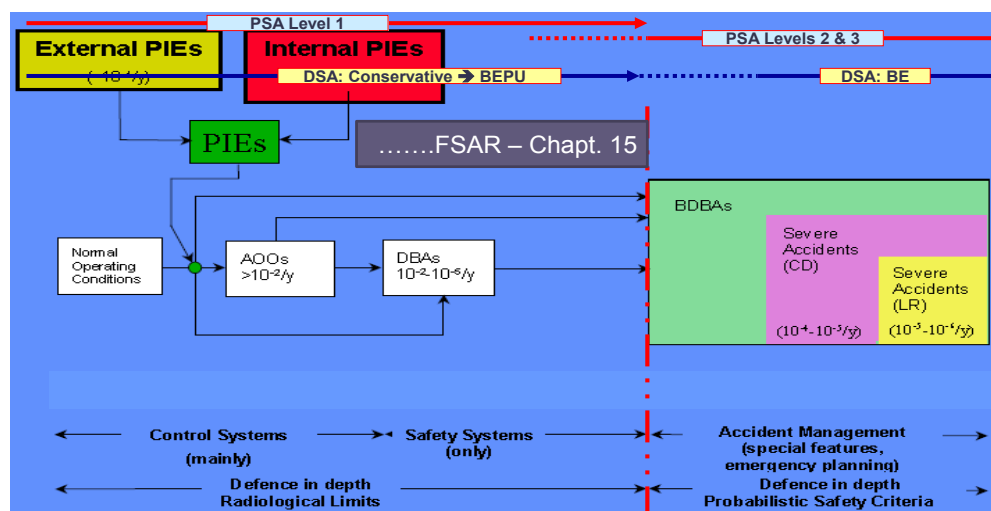 PSA Level 1
External PIEs
Internal PIEs
PSA Levels 2 & 3
DSA: Conservative ➔ BEPU
DSA: BE
PIEs
…….FSAR – Chapt. 15
BDBAs
Severe
Accidents
(CD)
(10⁻⁴-10⁻⁵/y)
Severe
Accidents
(LR)
(10⁻⁵-10⁻⁶/y)
Normal
Operating
Conditions
AOOs
>10⁻²/y
DBAs
10⁻²-10⁻⁵/y
Control Systems
(mainly)
Safety Systems
(only)
Accident Management
(special features,
emergency planning)
Defence in depth
Radiological Limits
Defence in depth
Probabilistic Safety Criteria